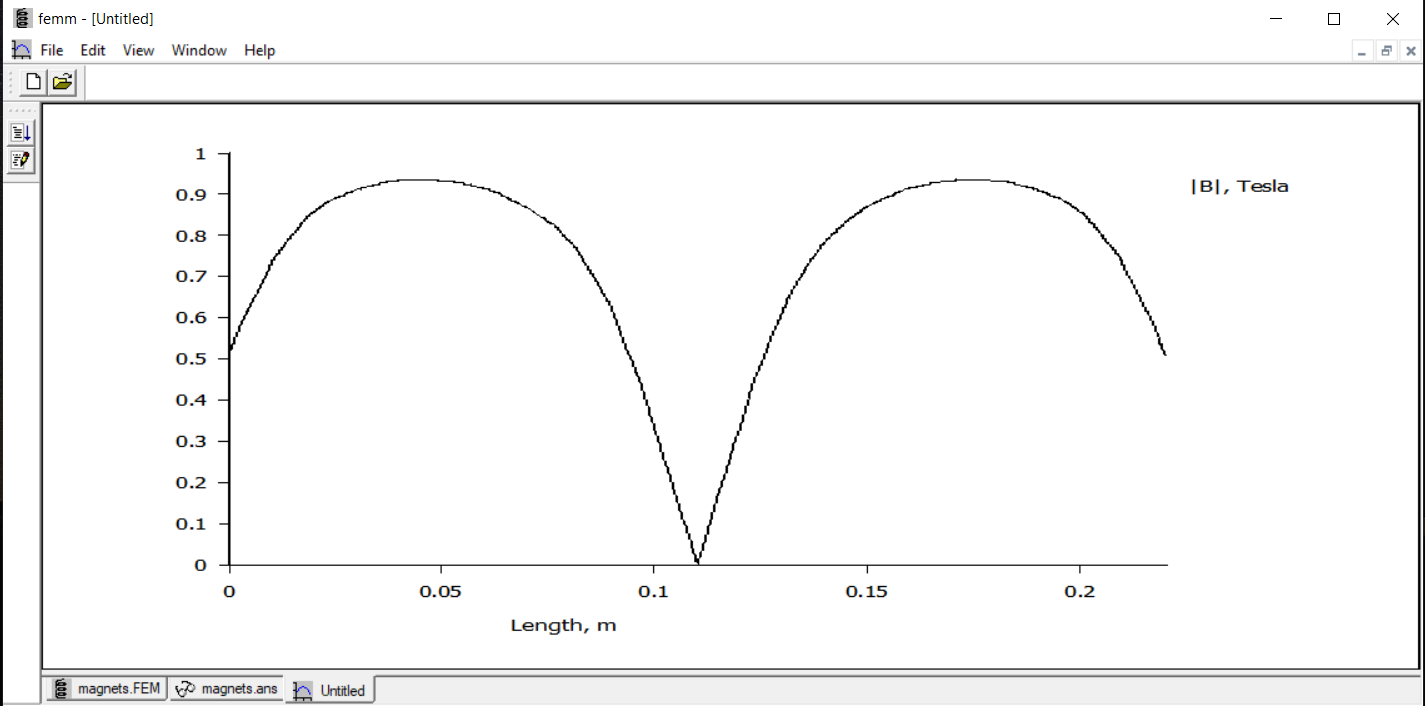 femm - [Untitled]
File Edit View Window Help
1
0.9
0.8
0.7
0.6
0.5
0.4
0.3
0.2
0.1
0
|B|, Tesla
0 0.05 0.1 0.15 0.2
Length, m
magnets.FEM magnets.ans Untitled